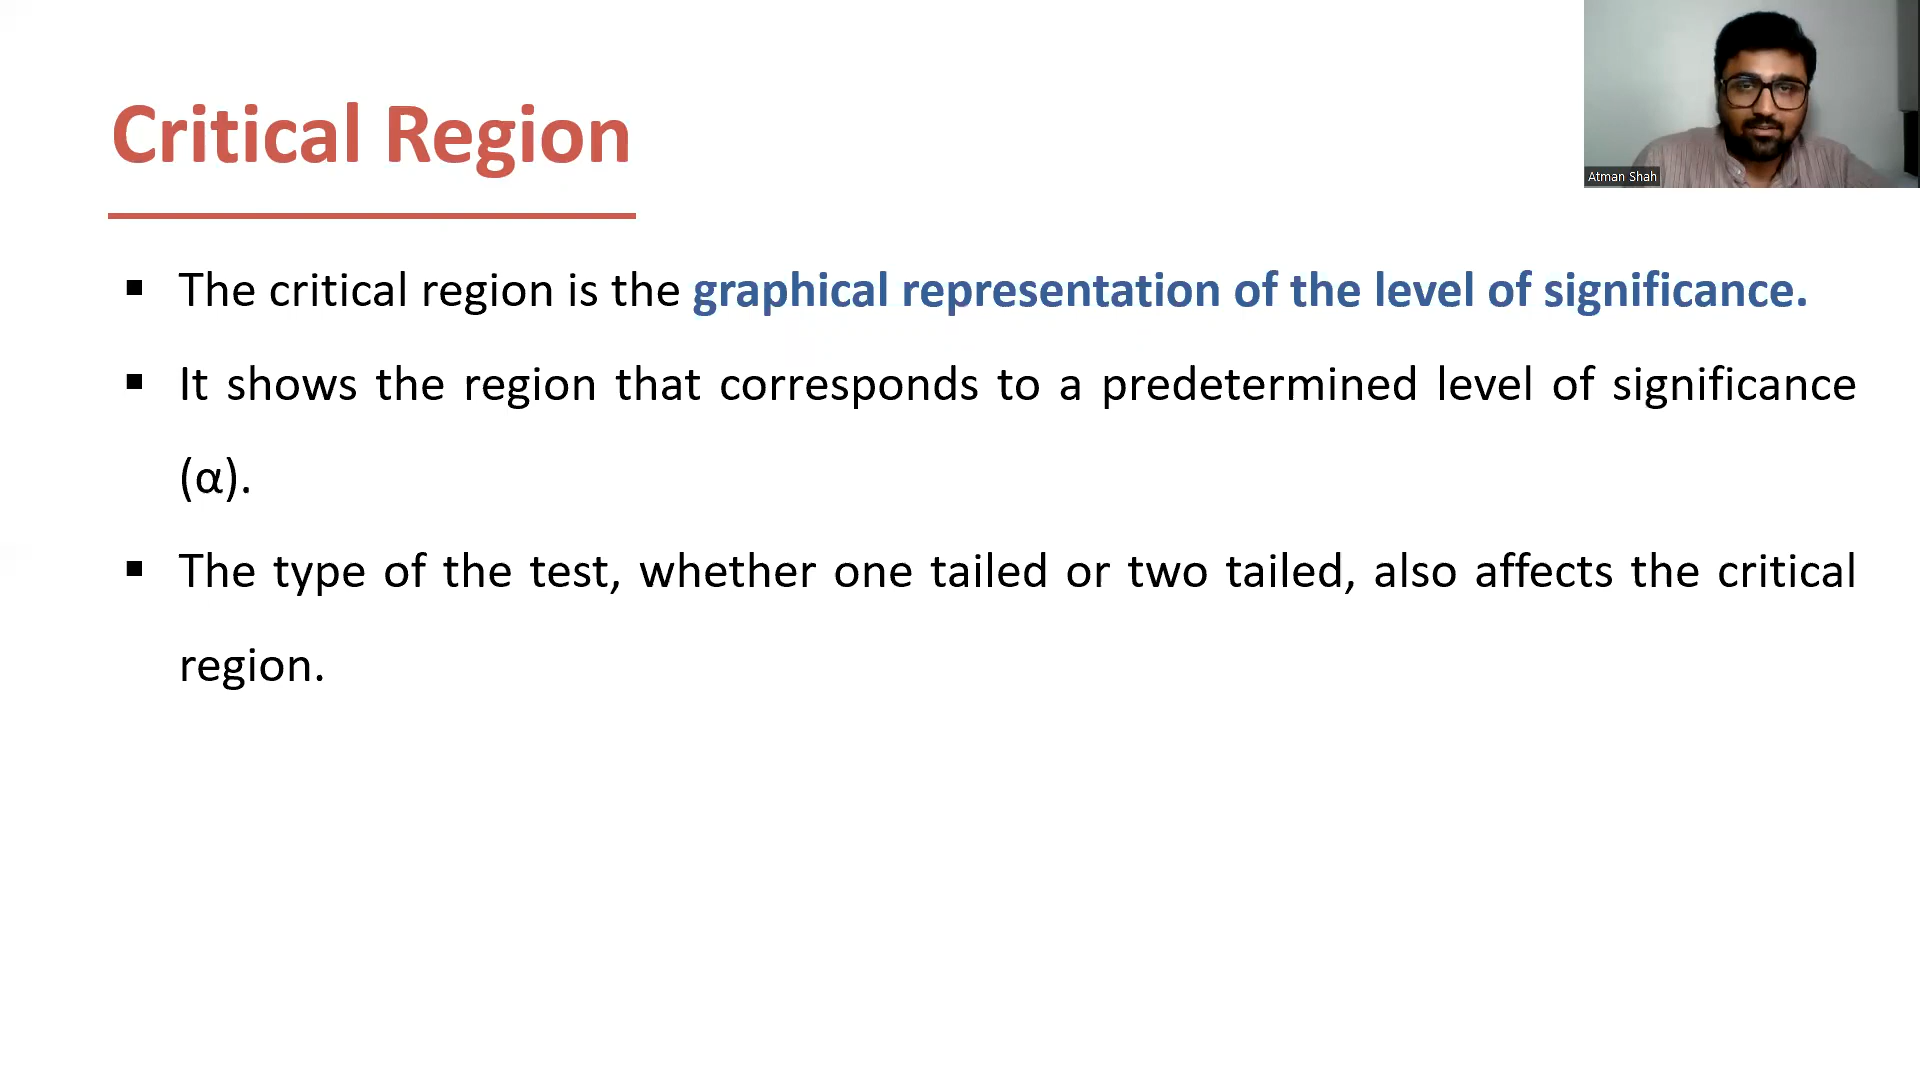 Critical Region
Atman Shah
▪ The critical region is the graphical representation of the level of significance.
▪ It shows the region that corresponds to a predetermined level of significance
(α).
▪ The type of the test, whether one tailed or two tailed, also affects the critical
region.